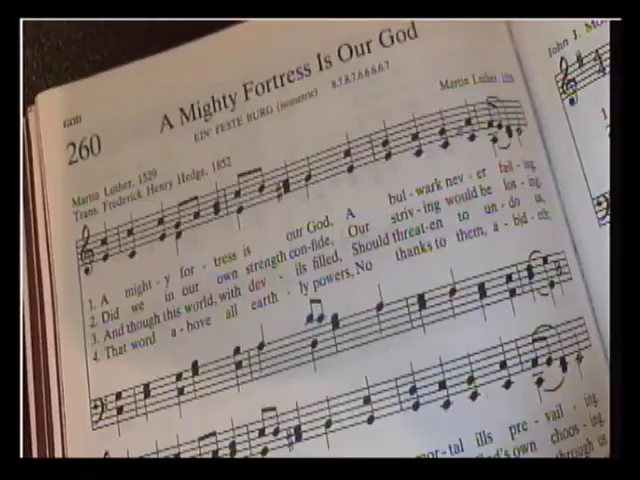 GOD
260
A Mighty Fortress Is Our God
EIN' FESTE BURG (isometric) 8.7.8.7.6.6.6.6.7
Martin Luther, 1529
Trans. Frederick Henry Hedge, 1852
Martin Luther,
1. A might - y for - tress is our God, A bul - wark nev - er fail - ing.
2. Did we in our own strength con-fide, Our striv - ing would be los - ing.
3. And though this world, with dev - ils filled, Should threat-en to un - do us,
4. That word a - bove all earth - ly powers, No thanks to them, a - bid - eth;
mor-tal ills pre - vail - ing.
God's own choos - ing.
through us
John J.
1